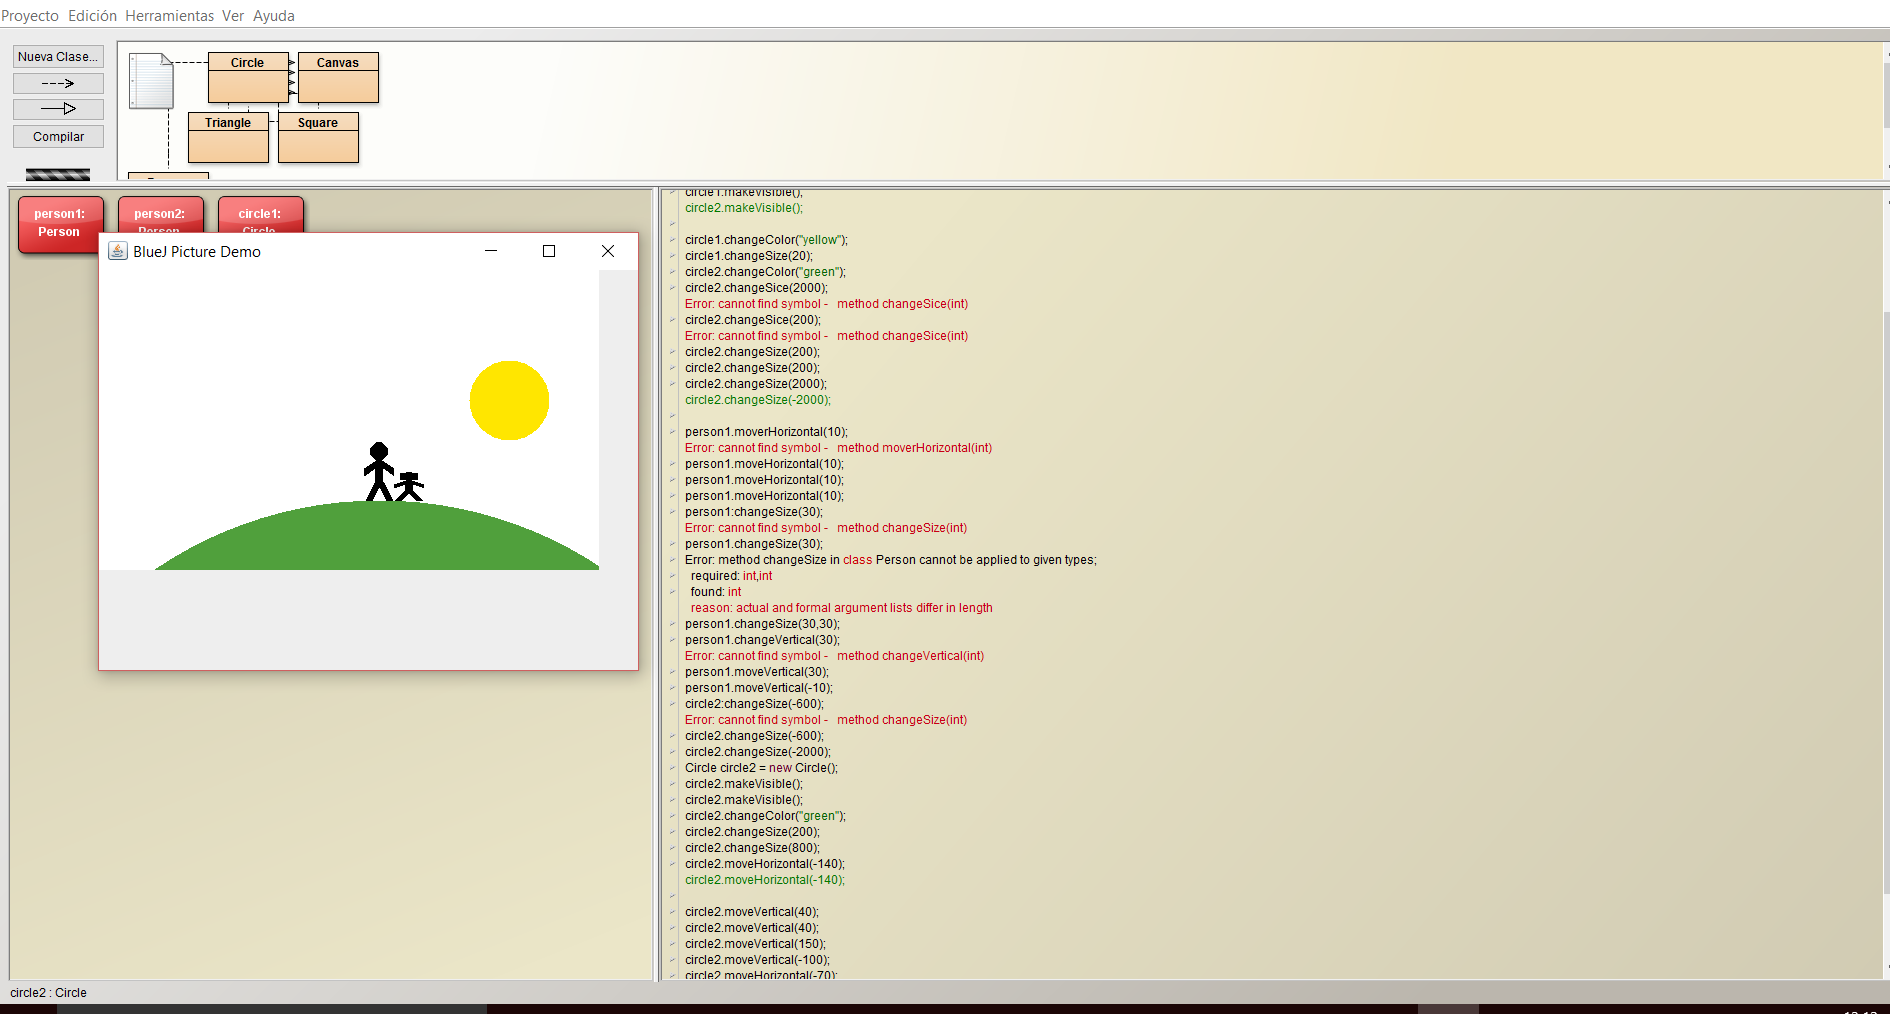 Proyecto Edición Herramientas Ver Ayuda
Nueva Clase...
Compilar
Circle
Canvas
Triangle
Square
person1:
Person
person2:
Person
circle1:
Circle
BlueJ Picture Demo
circle1.makeVisible();
circle2.makeVisible();
circle1.changeColor("yellow");
circle1.changeSize(20);
circle2.changeColor("green");
circle2.changeSice(2000);
Error: cannot find symbol - method changeSice(int)
circle2.changeSice(200);
Error: cannot find symbol - method changeSice(int)
circle2.changeSize(200);
circle2.changeSize(200);
circle2.changeSize(2000);
circle2.changeSize(-2000);
person1.moverHorizontal(10);
Error: cannot find symbol - method moverHorizontal(int)
person1.moveHorizontal(10);
person1.moveHorizontal(10);
person1.moveHorizontal(10);
person1:changeSize(30);
Error: cannot find symbol - method changeSize(int)
person1.changeSize(30);
Error: method changeSize in class Person cannot be applied to given types;
required: int,int
found: int
reason: actual and formal argument lists differ in length
person1.changeSize(30,30);
person1.changeVertical(30);
Error: cannot find symbol - method changeVertical(int)
person1.moveVertical(30);
person1.moveVertical(-10);
circle2:changeSize(-600);
Error: cannot find symbol - method changeSize(int)
circle2.changeSize(-600);
circle2.changeSize(-2000);
Circle circle2 = new Circle();
circle2.makeVisible();
circle2.makeVisible();
circle2.changeColor("green");
circle2.changeSize(200);
circle2.changeSize(800);
circle2.moveHorizontal(-140);
circle2.moveHorizontal(-140);
circle2.moveVertical(40);
circle2.moveVertical(40);
circle2.moveVertical(150);
circle2.moveVertical(-100);
circle2.moveHorizontal(-70);
circle2 : Circle